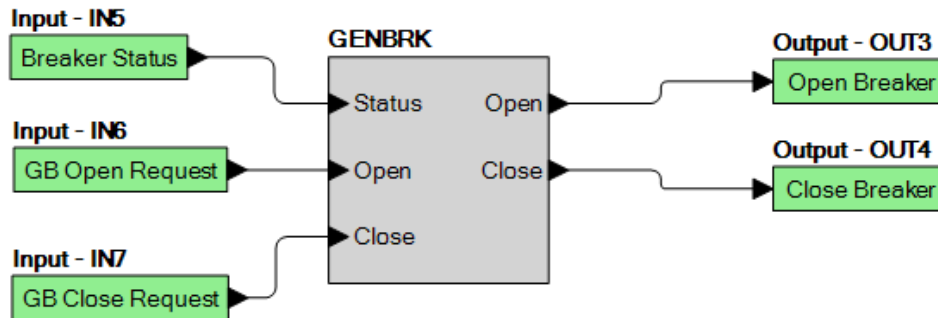 Input - IN5
Breaker Status
Input - IN6
GB Open Request
Input - IN7
GB Close Request
GENBRK
Status
Open
Close
Open
Close
Output - OUT3
Open Breaker
Output - OUT4
Close Breaker